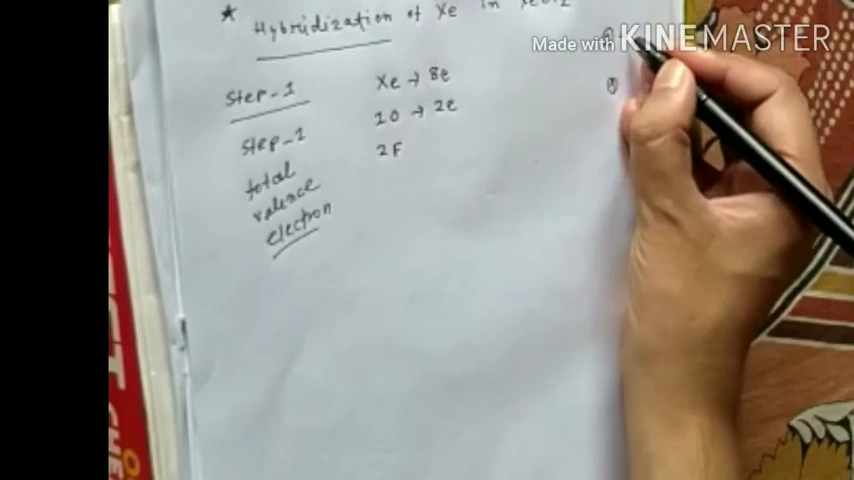 Made with KINEMASTER
* Hybridization of Xe in XeOF2
Step-1 Xe → 8e
Step-1 1O → 2e
total 2F
valence
electron